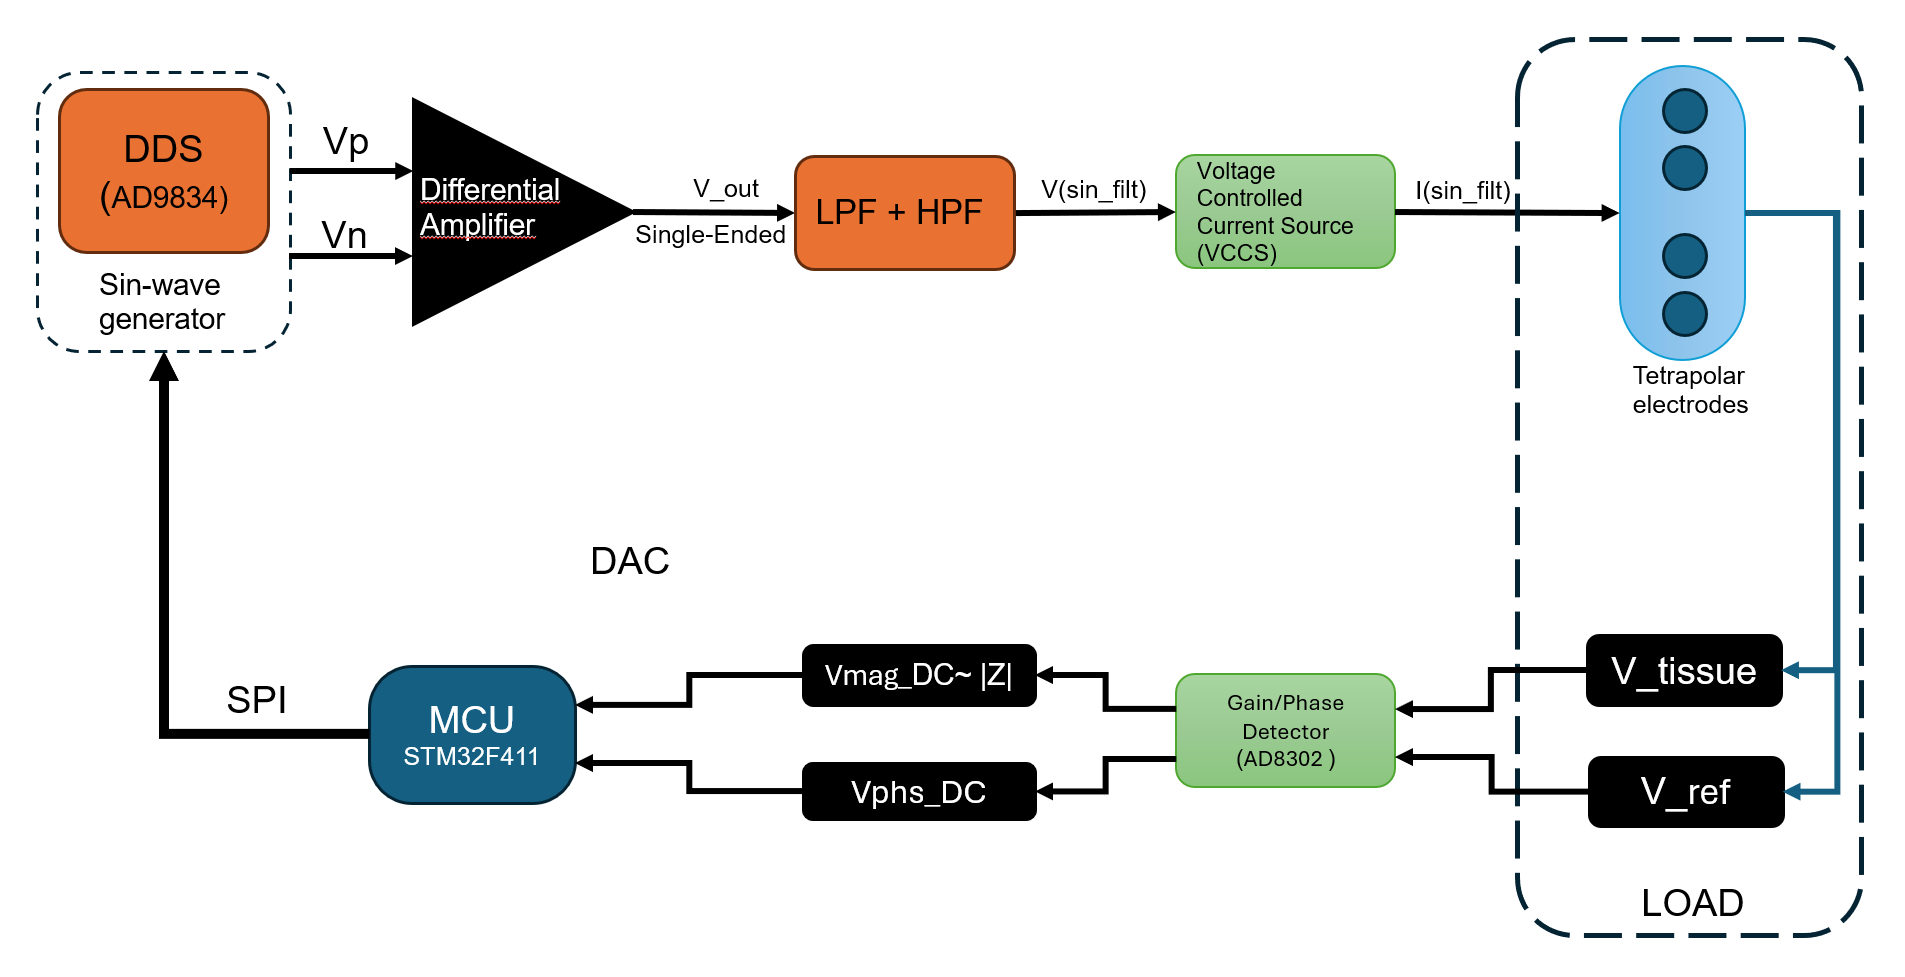 DDS
(AD9834)
Sin-wave
generator
Vp
Vn
Differential
Amplifier
V_out
Single-Ended
LPF + HPF
V(sin_filt)
Voltage
Controlled
Current Source
(VCCS)
I(sin_filt)
Tetrapolar
electrodes
DAC
SPI
MCU
STM32F411
Vmag_DC~ |Z|
Vphs_DC
Gain/Phase
Detector
(AD8302 )
V_tissue
V_ref
LOAD